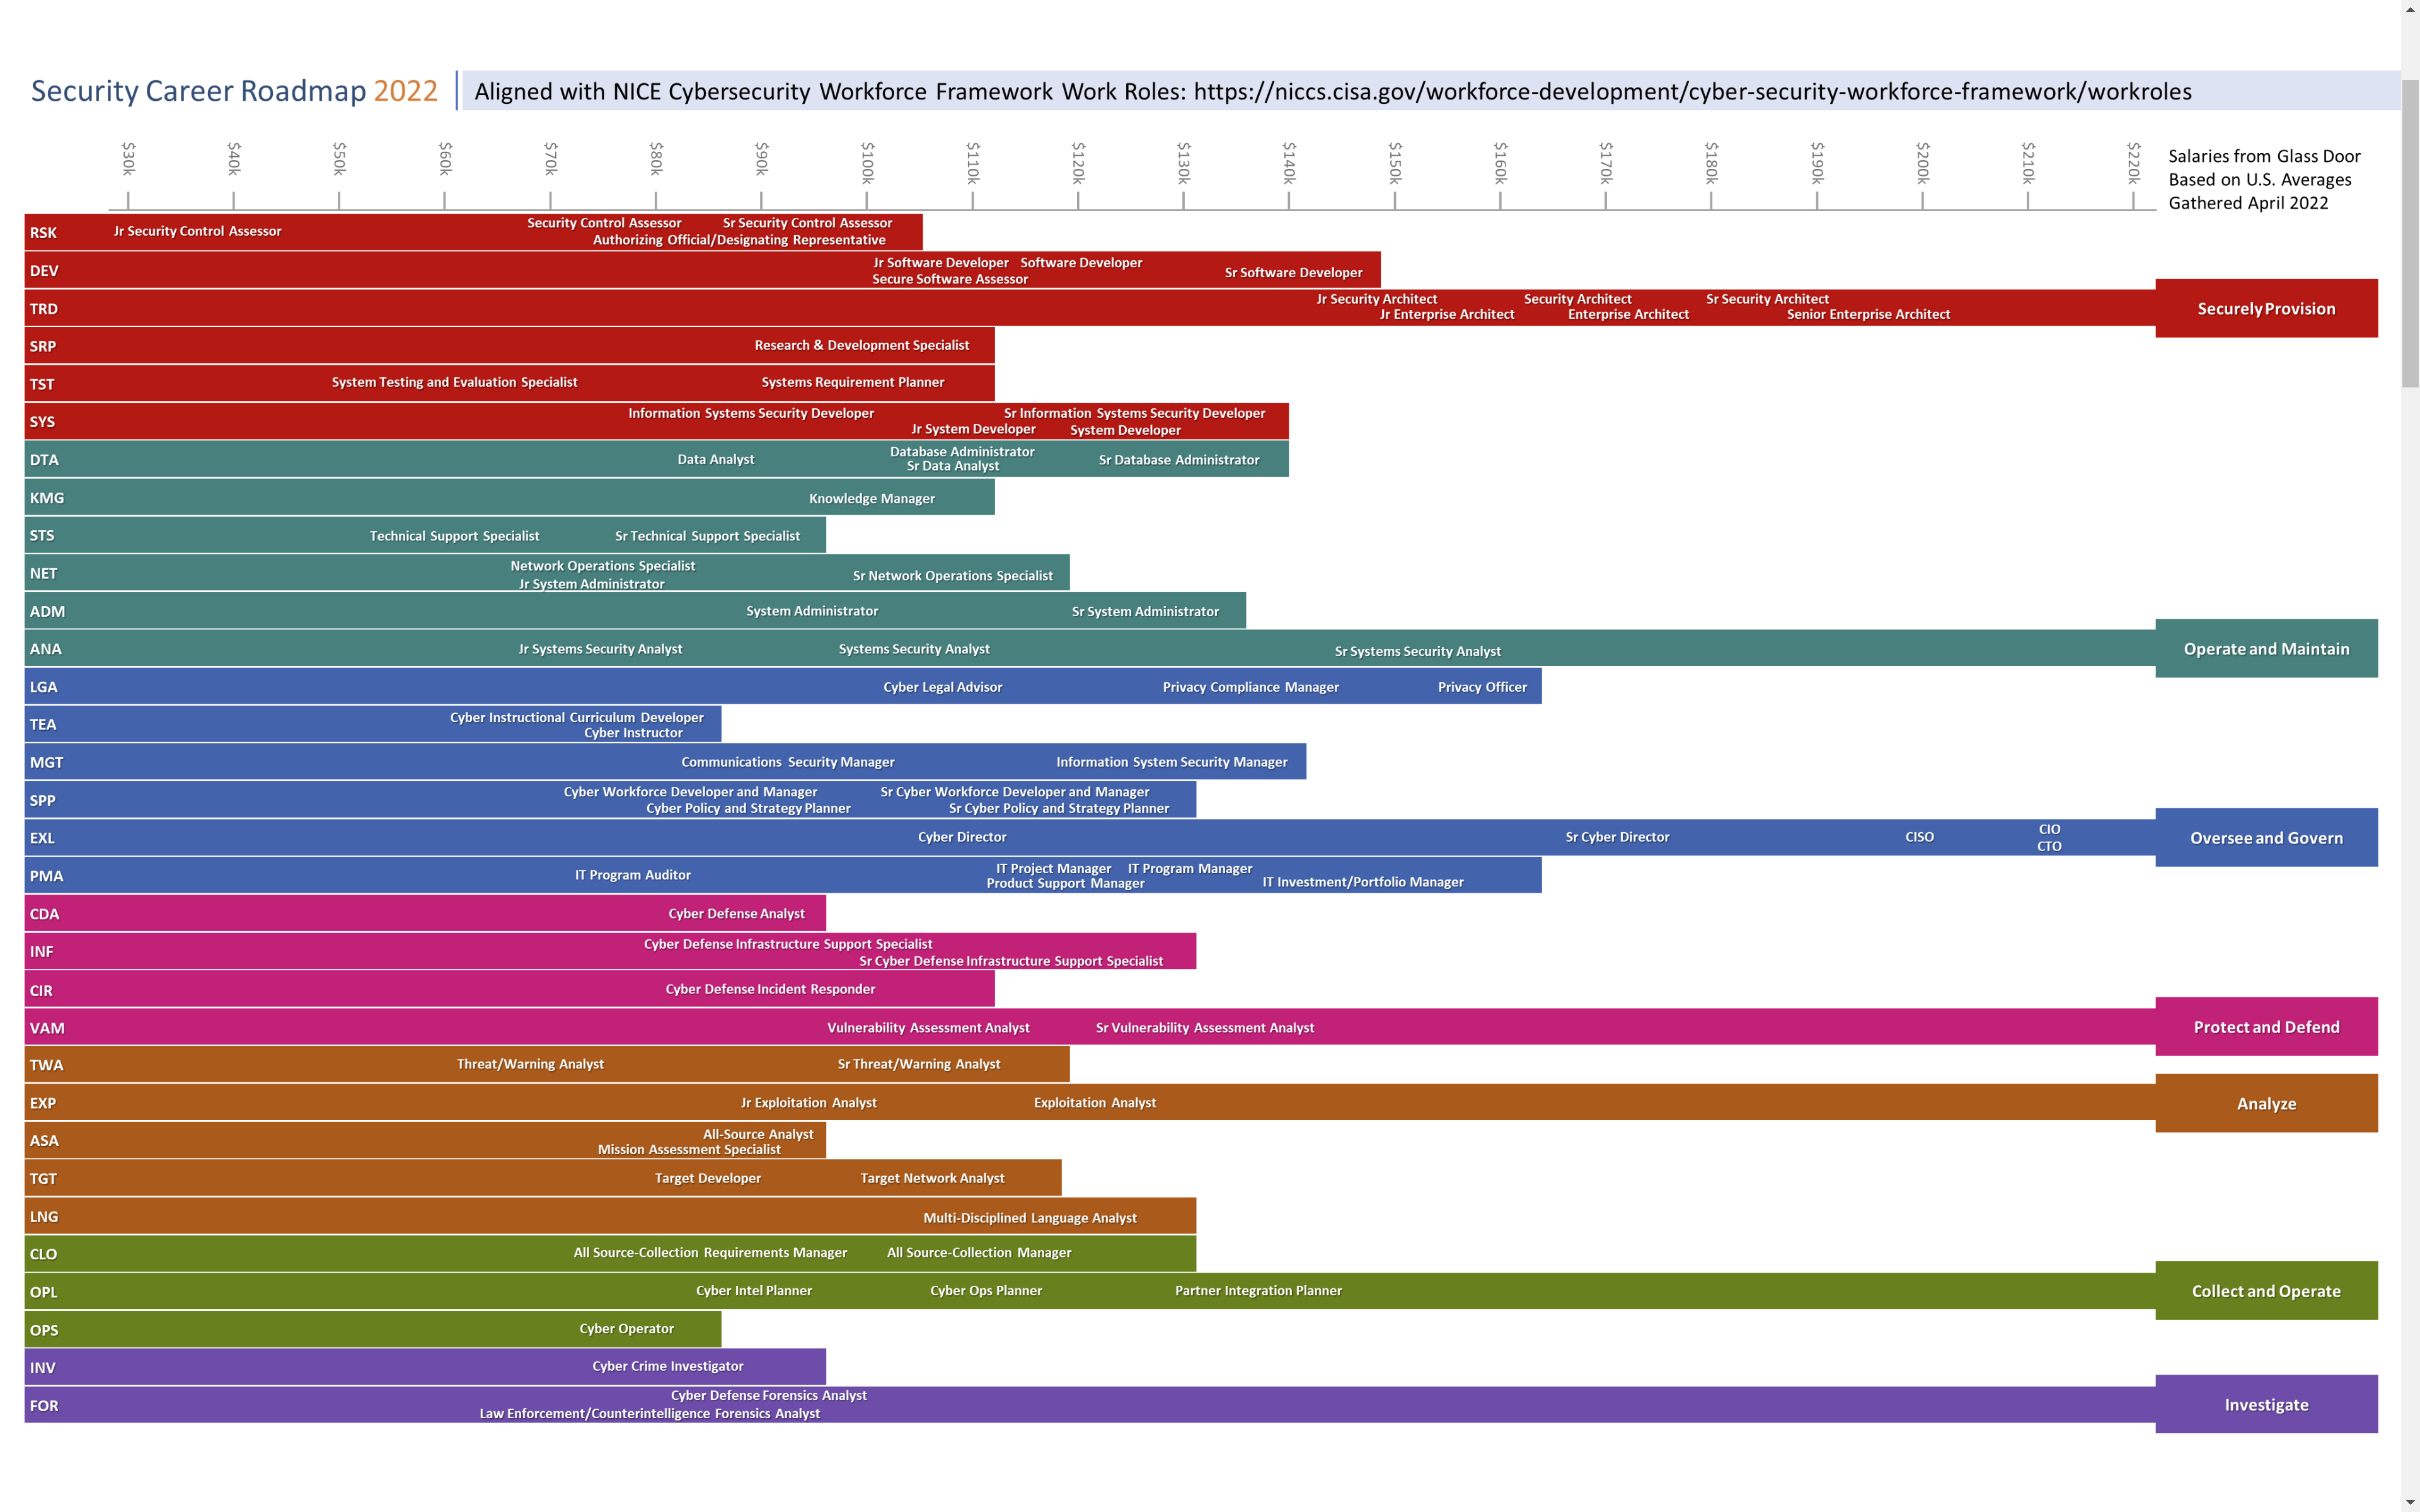 Security Career Roadmap 2022
Aligned with NICE Cybersecurity Workforce Framework Work Roles: https://niccs.cisa.gov/workforce-development/cyber-security-workforce-framework/workroles
$30k $40k $50k $60k $70k $80k $90k $100k $110k $120k $130k $140k $150k $160k $170k $180k $190k $200k $210k $220k
Salaries from Glass Door
Based on U.S. Averages
Gathered April 2022
RSK
Jr Security Control Assessor
Security Control Assessor
Sr Security Control Assessor
Authorizing Official/Designating Representative
DEV
Jr Software Developer
Software Developer
Secure Software Assessor
Sr Software Developer
TRD
Jr Security Architect
Security Architect
Sr Security Architect
Jr Enterprise Architect
Enterprise Architect
Senior Enterprise Architect
Securely Provision
SRP
Research & Development Specialist
TST
System Testing and Evaluation Specialist
Systems Requirement Planner
SYS
Information Systems Security Developer
Sr Information Systems Security Developer
Jr System Developer
System Developer
DTA
Data Analyst
Database Administrator
Sr Data Analyst
Sr Database Administrator
KMG
Knowledge Manager
STS
Technical Support Specialist
Sr Technical Support Specialist
NET
Network Operations Specialist
Jr System Administrator
Sr Network Operations Specialist
ADM
System Administrator
Sr System Administrator
ANA
Jr Systems Security Analyst
Systems Security Analyst
Sr Systems Security Analyst
Operate and Maintain
LGA
Cyber Legal Advisor
Privacy Compliance Manager
Privacy Officer
TEA
Cyber Instructional Curriculum Developer
Cyber Instructor
MGT
Communications Security Manager
Information System Security Manager
SPP
Cyber Workforce Developer and Manager
Sr Cyber Workforce Developer and Manager
Cyber Policy and Strategy Planner
Sr Cyber Policy and Strategy Planner
EXL
Cyber Director
Sr Cyber Director
CISO
CIO
CTO
Oversee and Govern
PMA
IT Program Auditor
IT Project Manager
IT Program Manager
Product Support Manager
IT Investment/Portfolio Manager
CDA
Cyber Defense Analyst
INF
Cyber Defense Infrastructure Support Specialist
Sr Cyber Defense Infrastructure Support Specialist
CIR
Cyber Defense Incident Responder
VAM
Vulnerability Assessment Analyst
Sr Vulnerability Assessment Analyst
Protect and Defend
TWA
Threat/Warning Analyst
Sr Threat/Warning Analyst
EXP
Jr Exploitation Analyst
Exploitation Analyst
Analyze
ASA
All-Source Analyst
Mission Assessment Specialist
TGT
Target Developer
Target Network Analyst
LNG
Multi-Disciplined Language Analyst
CLO
All Source-Collection Requirements Manager
All Source-Collection Manager
OPL
Cyber Intel Planner
Cyber Ops Planner
Partner Integration Planner
Collect and Operate
OPS
Cyber Operator
INV
Cyber Crime Investigator
FOR
Cyber Defense Forensics Analyst
Law Enforcement/Counterintelligence Forensics Analyst
Investigate